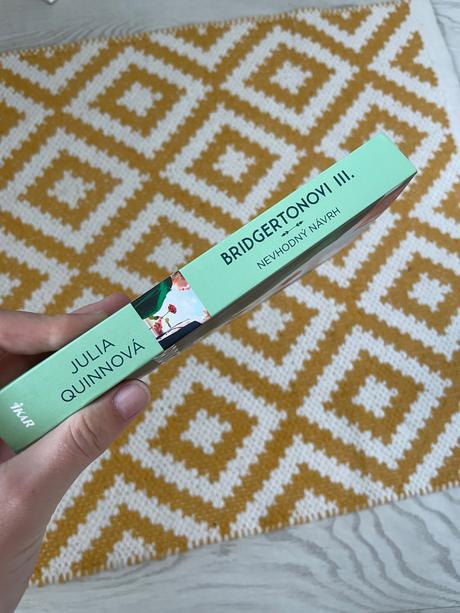 IKAR
JULIA
QUINNOVÁ
BRIDGERTONOVI III.
NEVHODNÝ NÁVRH